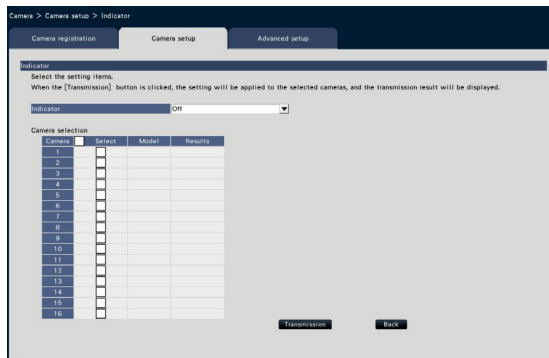 Camera > Camera setup > Indicator
Camera registration Camera setup Advanced setup
Indicator
Select the setting items.
When the [Transmission] button is clicked, the setting will be applied to the selected cameras, and the transmission result will be displayed.
Indicator Off
Camera selection
Camera Select Model Results
1
2
3
4
5
6
7
8
9
10
11
12
13
14
15
16
Transmission Back